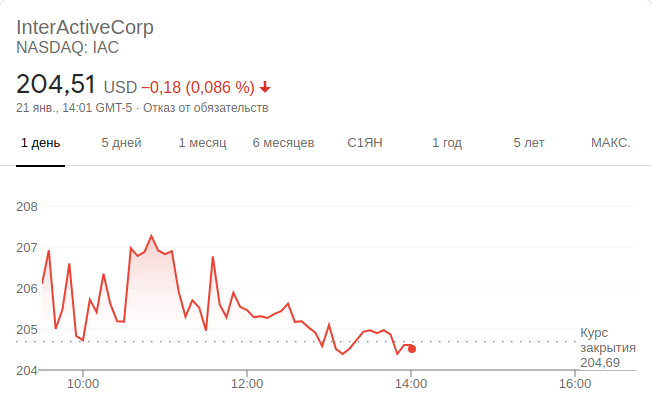 InterActiveCorp
NASDAQ: IAC
204,51 USD −0,18 (0,086 %)
21 янв., 14:01 GMT-5 · Отказ от обязательств
1 день 5 дней 1 месяц 6 месяцев С1ЯН 1 год 5 лет МАКС.
208
207
206
205
204
Курс
закрытия
204,69
10:00 12:00 14:00 16:00